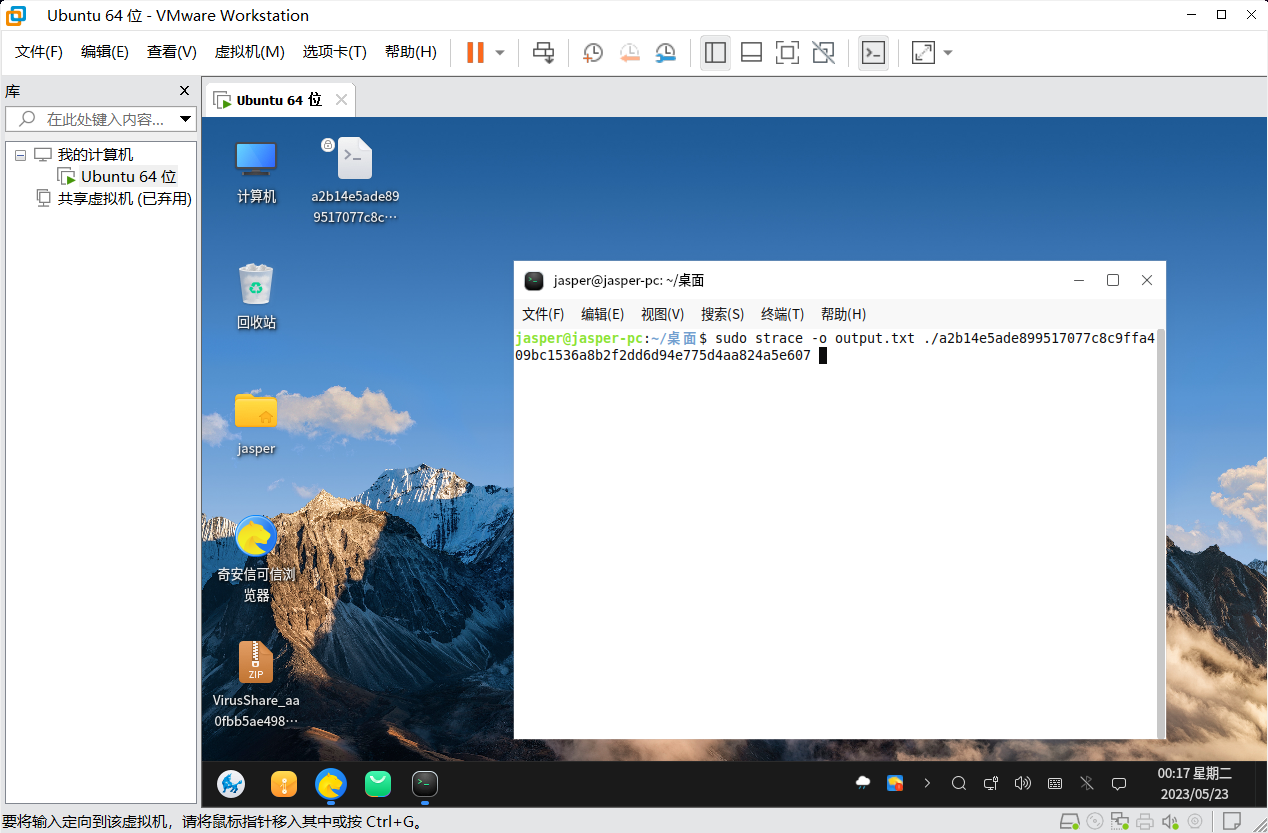 Ubuntu 64 位 - VMware Workstation
文件(F) 编辑(E) 查看(V) 虚拟机(M) 选项卡(T) 帮助(H)
库
在此处键入内容...
我的计算机
Ubuntu 64 位
共享虚拟机 (已弃用)
Ubuntu 64 位
计算机
a2b14e5ade89
9517077c8c···
回收站
jasper
奇安信可信浏
览器
ZIP
VirusShare_aa
0fbb5ae498···
jasper@jasper-pc: ~/桌面
文件(F) 编辑(E) 视图(V) 搜索(S) 终端(T) 帮助(H)
jasper@jasper-pc:~/桌面$ sudo strace -o output.txt ./a2b14e5ade899517077c8c9ffa4
09bc1536a8b2f2dd6d94e775d4aa824a5e607
00:17 星期二
2023/05/23
要将输入定向到该虚拟机，请将鼠标指针移入其中或按 Ctrl+G。